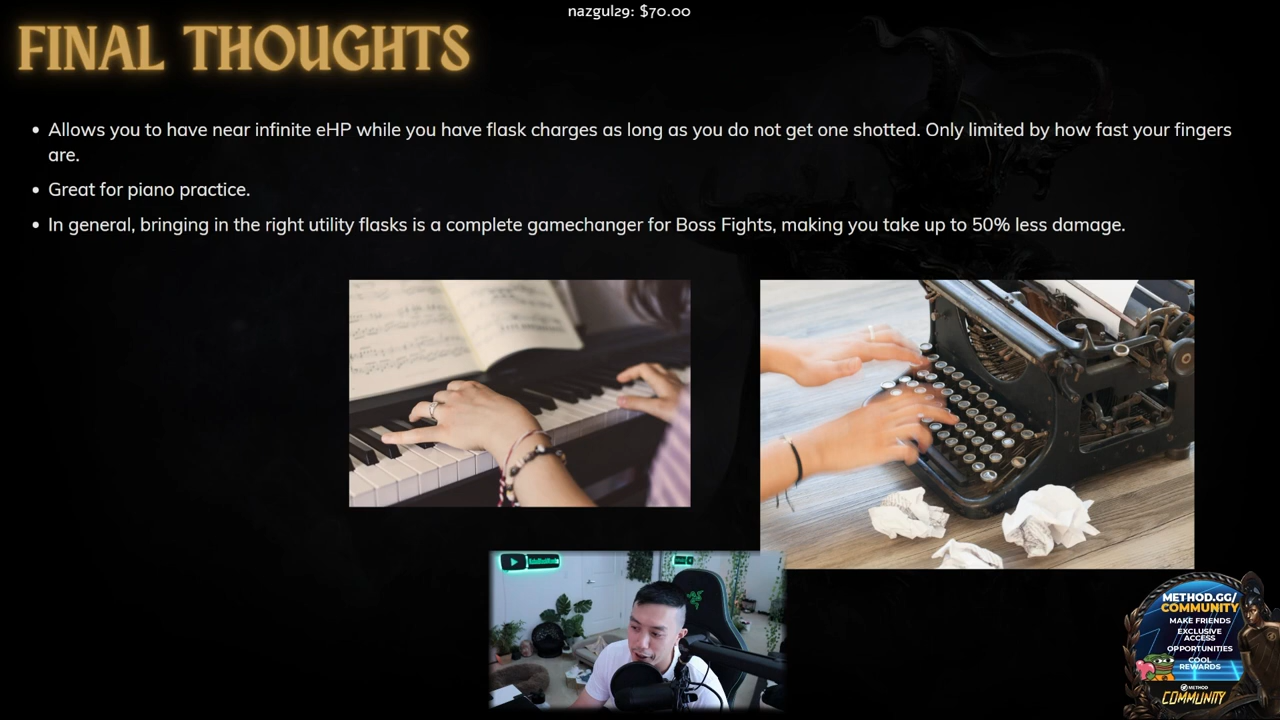 nazgul29: $70.00
FINAL THOUGHTS
• Allows you to have near infinite eHP while you have flask charges as long as you do not get one shotted. Only limited by how fast your fingers
are.
• Great for piano practice.
• In general, bringing in the right utility flasks is a complete gamechanger for Boss Fights, making you take up to 50% less damage.
METHOD.GG/
COMMUNITY
MAKE FRIENDS
EXCLUSIVE
ACCESS
OPPORTUNITIES
COOL
REWARDS
METHOD
COMMUNITY